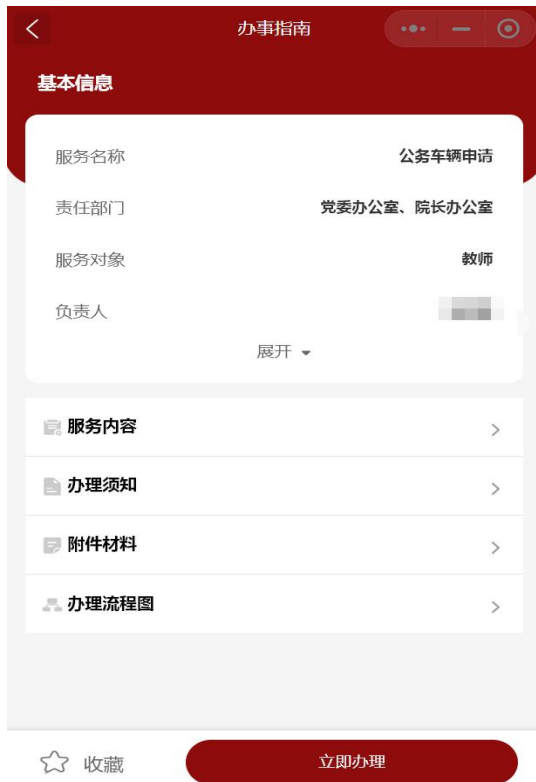 办事指南
基本信息
服务名称 公务车辆申请
责任部门 党委办公室、院长办公室
服务对象 教师
负责人
展开
服务内容
办理须知
附件材料
办理流程图
收藏 立即办理